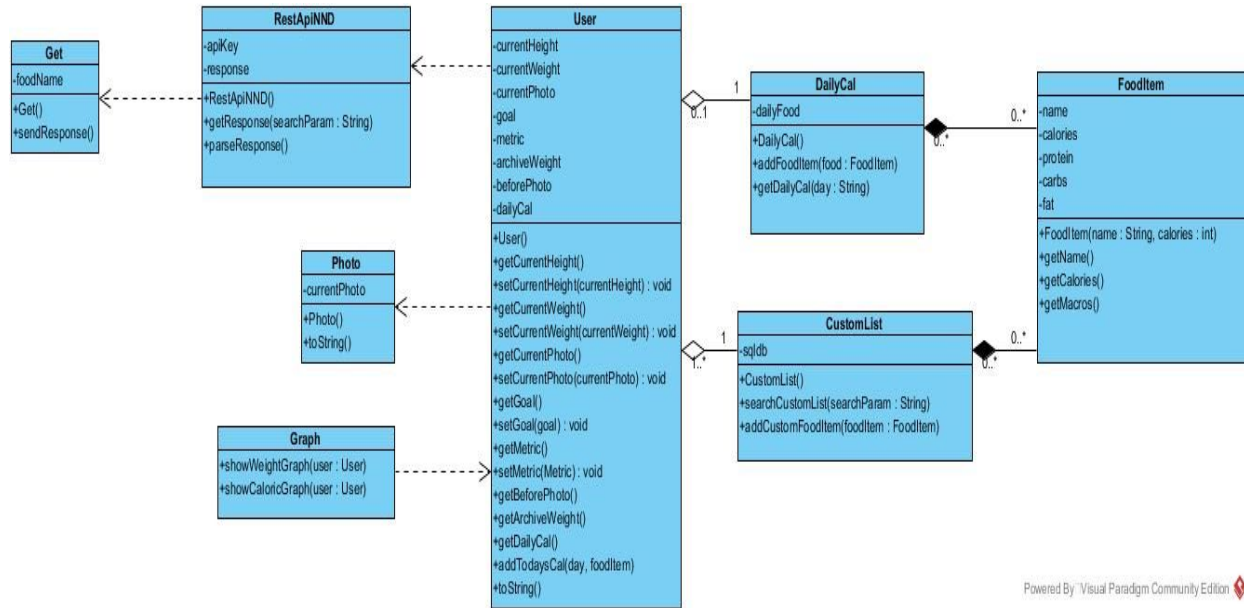 Get
-foodName
+Get()
+sendResponse()
RestApiNND
-apiKey
-response
+RestApiNND()
+getResponse(searchParam : String)
+parseResponse()
Photo
-currentPhoto
+Photo()
+toString()
Graph
+showWeightGraph(user : User)
+showCaloricGraph(user : User)
User
-currentHeight
-currentWeight
-currentPhoto
-goal
-metric
-archiveWeight
-beforePhoto
-dailyCal
+User()
+getCurrentHeight()
+setCurrentHeight(currentHeight) : void
+getCurrentWeight()
+setCurrentWeight(currentWeight) : void
+getCurrentPhoto()
+setCurrentPhoto(currentPhoto) : void
+getGoal()
+setGoal(goal) : void
+getMetric()
+setMetric(Metric) : void
+getBeforePhoto()
+getArchiveWeight()
+getDailyCal()
+addTodaysCal(day, foodItem)
+toString()
1
0..1
DailyCal
-dailyFood
+DailyCal()
+addFoodItem(food : FoodItem)
+getDailyCal(day : String)
0..*
0..*
1
1..*
CustomList
-sqldb
+CustomList()
+searchCustomList(searchParam : String)
+addCustomFoodItem(foodItem : FoodItem)
0..*
0..*
FoodItem
-name
-calories
-protein
-carbs
-fat
+FoodItem(name : String, calories : int)
+getName()
+getCalories()
+getMacros()
Powered By Visual Paradigm Community Edition